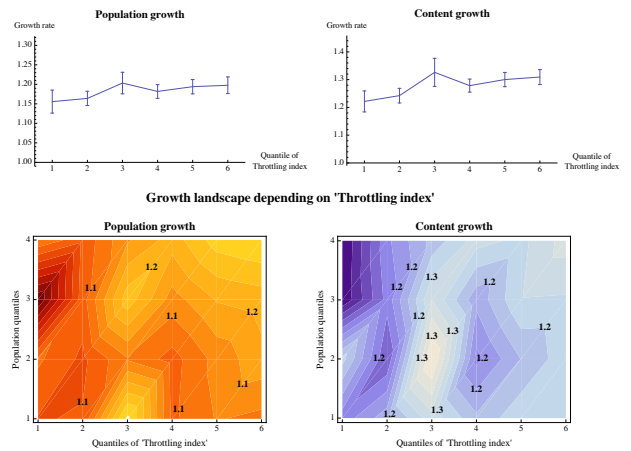 Population growth
Growth rate
1.30
1.25
1.20
1.15
1.10
1.05
1.00
1 2 3 4 5 6
Quantile of
Throttling index
Content growth
Growth rate
1.4
1.3
1.2
1.1
1.0
1 2 3 4 5 6
Quantile of
Throttling index
Growth landscape depending on 'Throttling index'
Population growth
Population quantiles
4
3
2
1
1.2
1.1
1.2
1.1
1.1
1.1
1.1
1 2 3 4 5 6
Quantiles of 'Throttling index'
Content growth
Population quantiles
4
3
2
1
1.2
1.3
1.2
1.2
1.2
1.3
1.3
1.2
1.2
1.3
1.2
1.2
1.2
1.1
1 2 3 4 5 6
Quantiles of 'Throttling index'